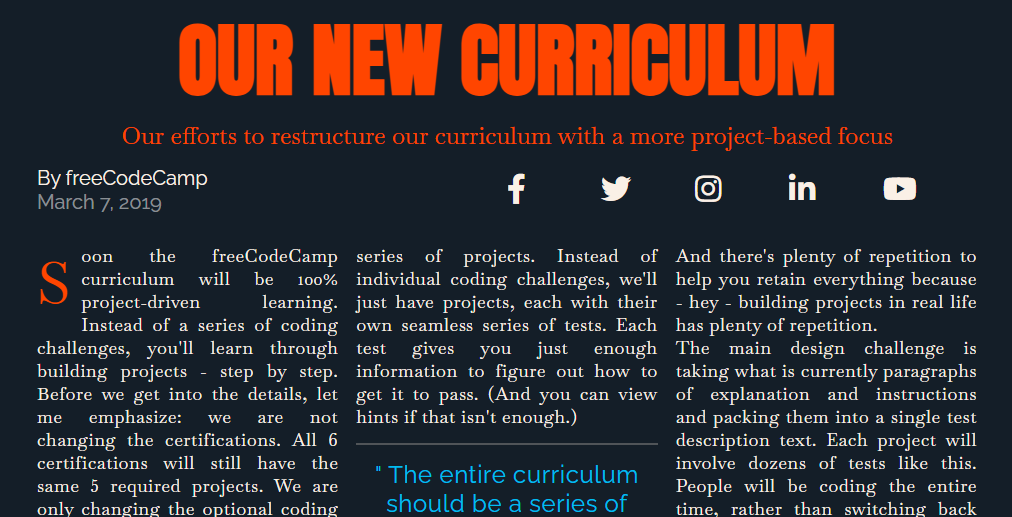 OUR NEW CURRICULUM
Our efforts to restructure our curriculum with a more project-based focus
By freeCodeCamp
March 7, 2019
Soon the freeCodeCamp
curriculum will be 100%
project-driven learning.
Instead of a series of coding
challenges, you'll learn through
building projects - step by step.
Before we get into the details, let
me emphasize: we are not
changing the certifications. All 6
certifications will still have the
same 5 required projects. We are
only changing the optional coding
series of projects. Instead of
individual coding challenges, we'll
just have projects, each with their
own seamless series of tests. Each
test gives you just enough
information to figure out how to
get it to pass. (And you can view
hints if that isn't enough.)
" The entire curriculum
should be a series of
And there's plenty of repetition to
help you retain everything because
- hey - building projects in real life
has plenty of repetition.
The main design challenge is
taking what is currently paragraphs
of explanation and instructions
and packing them into a single test
description text. Each project will
involve dozens of tests like this.
People will be coding the entire
time, rather than switching back